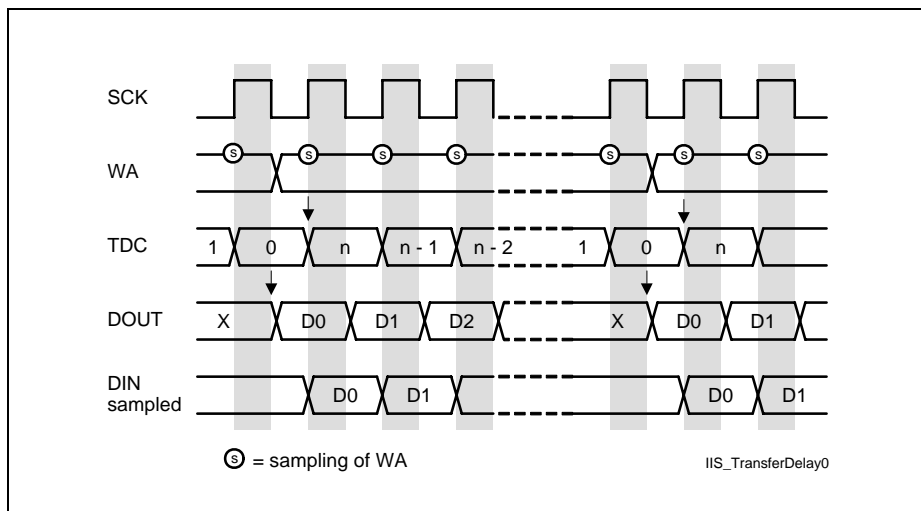 SCK
S S S S S S S
WA
TDC 1 0 n n - 1 n - 2 1 0 n
DOUT X D0 D1 D2 X D0 D1
DIN D0 D1 D0 D1
sampled
S = sampling of WA
IIS_TransferDelay0